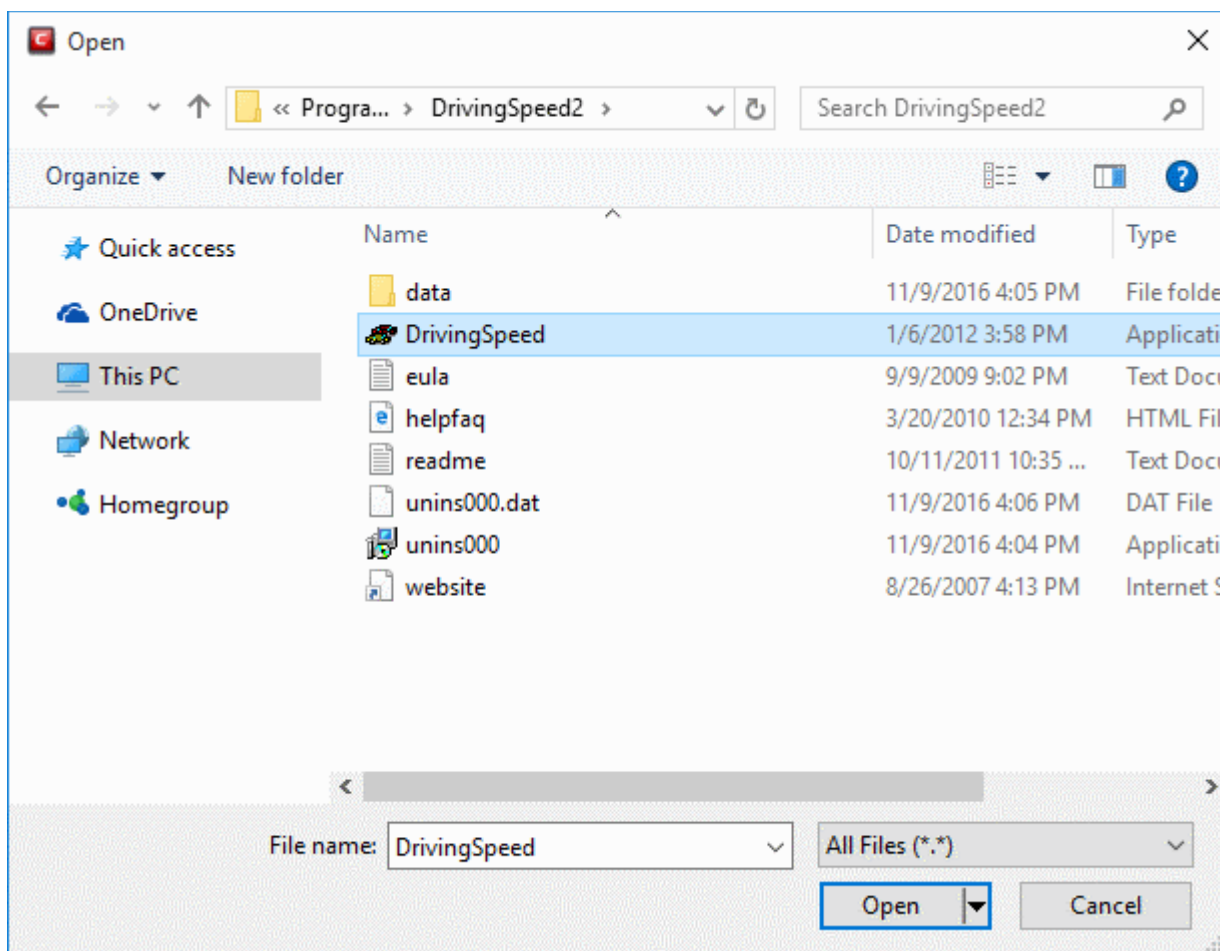 Open
« Progra... › DrivingSpeed2 › Search DrivingSpeed2
Organize New folder
Name Date modified Type
Quick access
OneDrive
This PC
Network
Homegroup
data 11/9/2016 4:05 PM File folde
DrivingSpeed 1/6/2012 3:58 PM Applicati
eula 9/9/2009 9:02 PM Text Docu
helpfaq 3/20/2010 12:34 PM HTML Fil
readme 10/11/2011 10:35 ... Text Docu
unins000.dat 11/9/2016 4:06 PM DAT File
unins000 11/9/2016 4:04 PM Applicati
website 8/26/2007 4:13 PM Internet S
File name: DrivingSpeed All Files (*.*)
Open Cancel